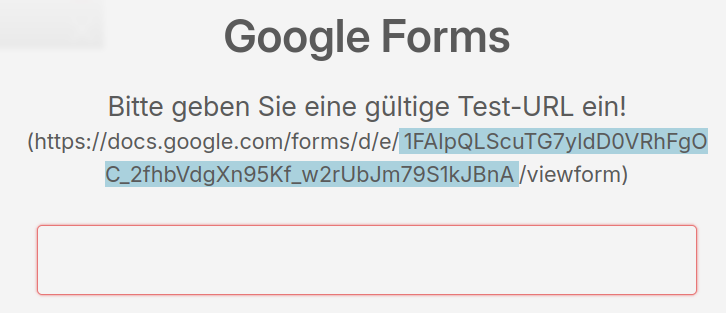 Google Forms
Bitte geben Sie eine gültige Test-URL ein!
(https://docs.google.com/forms/d/e/ 1FAIpQLScuTG7yIdD0VRhFgO
C_2fhbVdgXn95Kf_w2rUbJm79S1kJBnA /viewform)